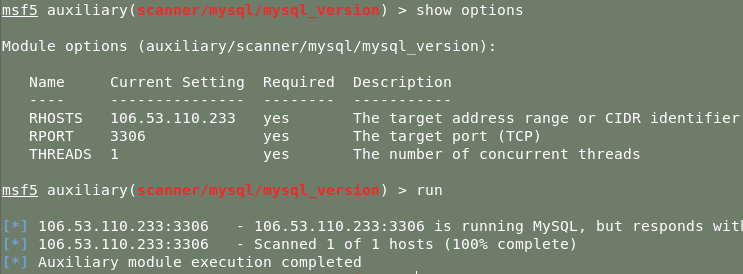 msf5 auxiliary(scanner/mysql/mysql_version) > show options
Module options (auxiliary/scanner/mysql/mysql_version):
Name Current Setting Required Description
---- --------------- -------- -----------
RHOSTS 106.53.110.233 yes The target address range or CIDR identifier
RPORT 3306 yes The target port (TCP)
THREADS 1 yes The number of concurrent threads
msf5 auxiliary(scanner/mysql/mysql_version) > run
[*] 106.53.110.233:3306 - 106.53.110.233:3306 is running MySQL, but responds with
[*] 106.53.110.233:3306 - Scanned 1 of 1 hosts (100% complete)
[*] Auxiliary module execution completed